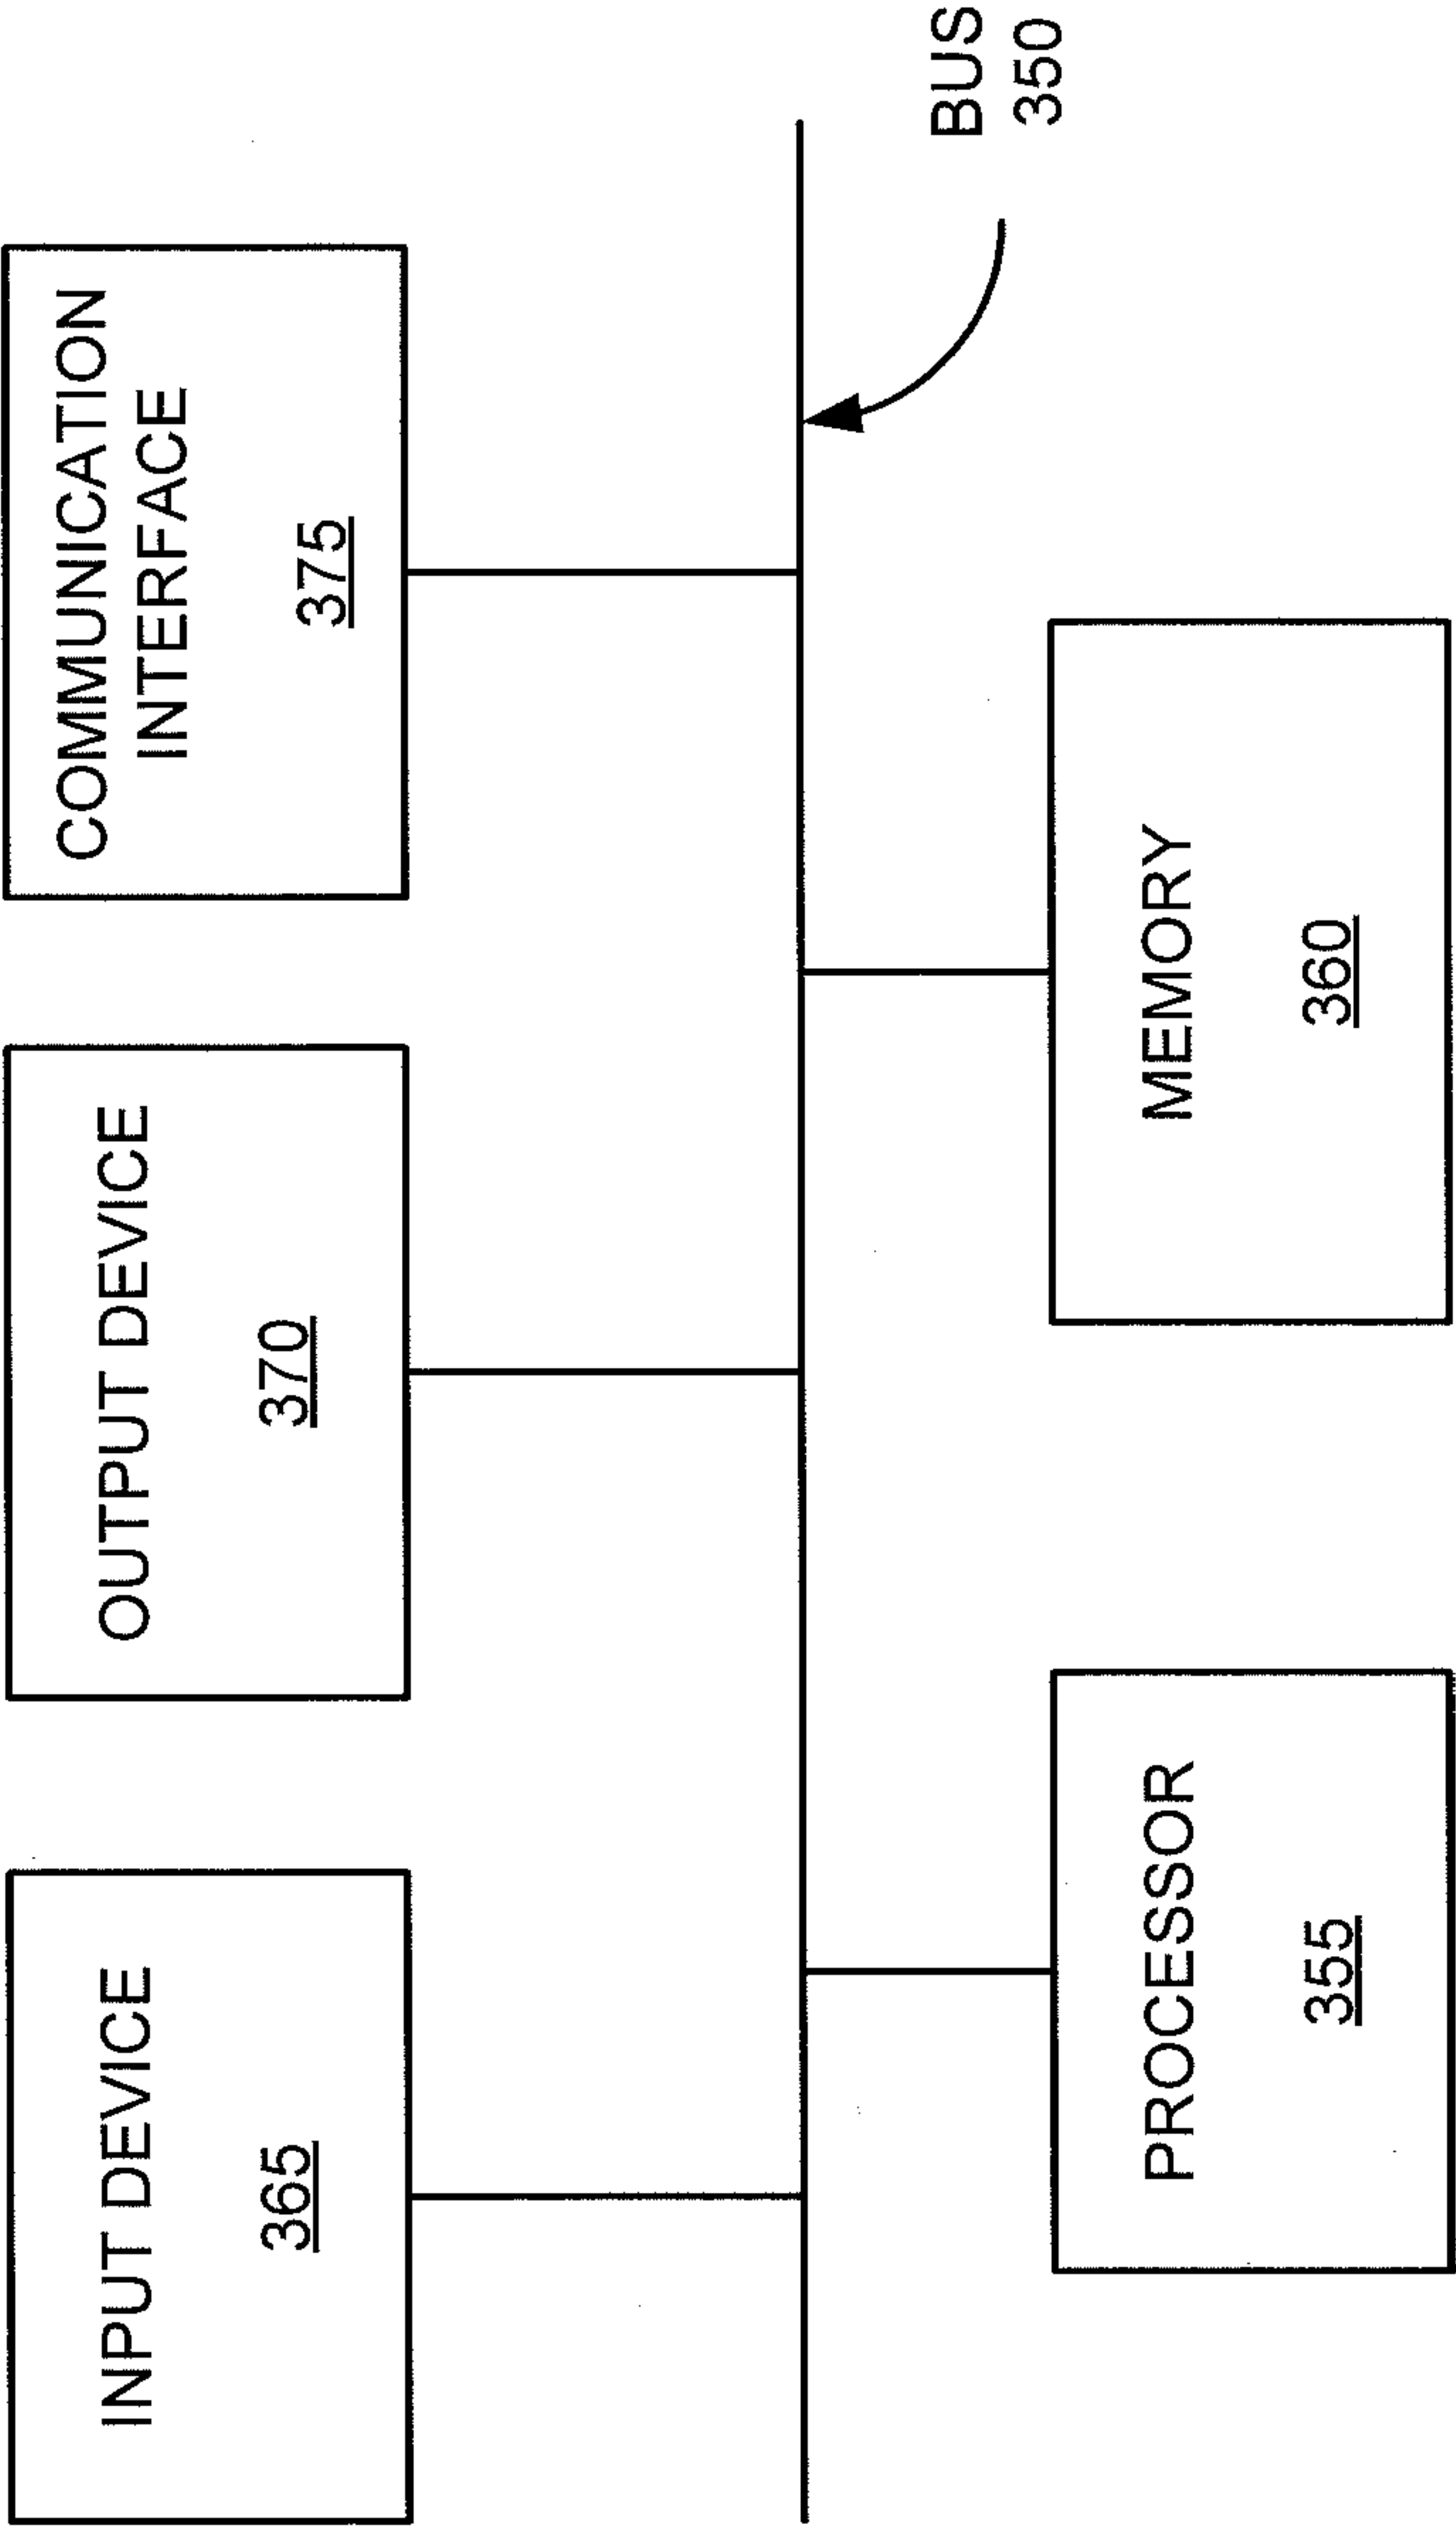 INPUT DEVICE
365
OUTPUT DEVICE
370
COMMUNICATION
INTERFACE
375
BUS
350
PROCESSOR
355
MEMORY
360